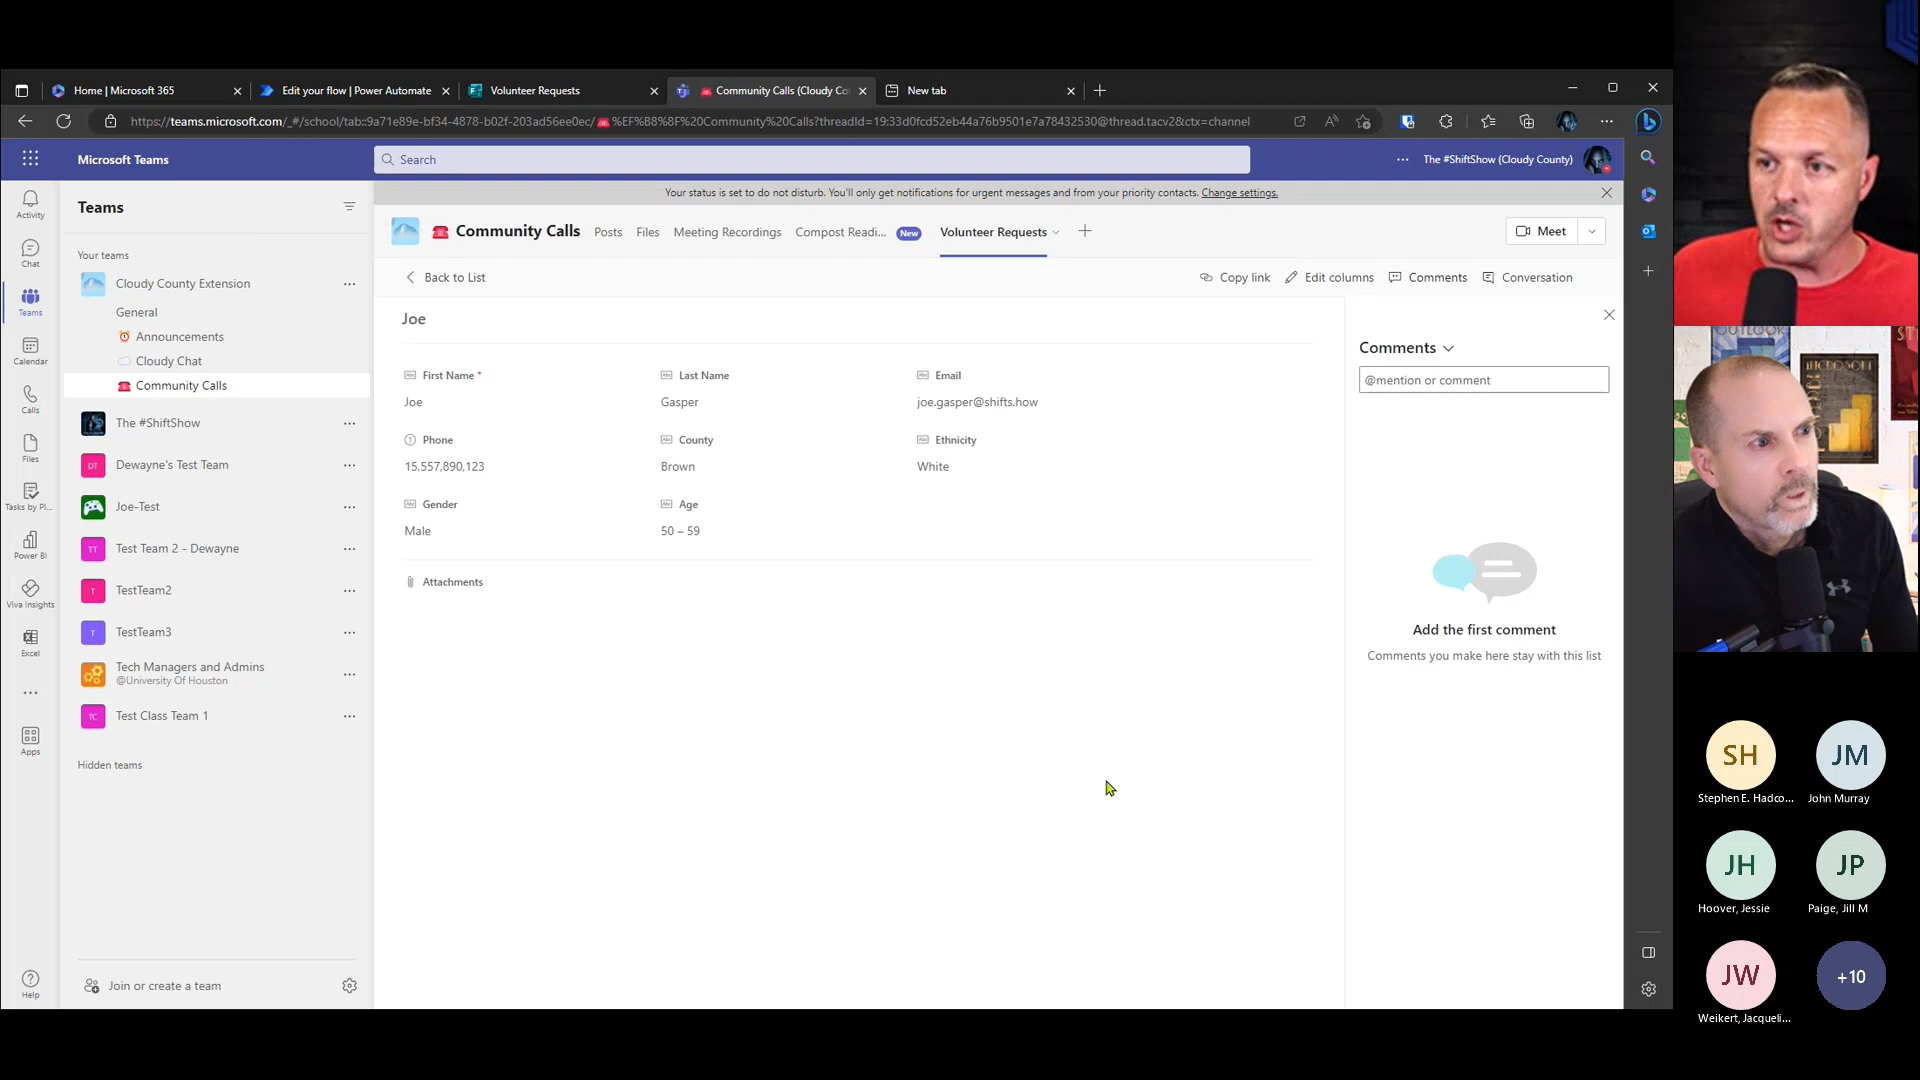 Home | Microsoft 365
Edit your flow | Power Automate
Volunteer Requests
Community Calls (Cloudy Co
New tab
https://teams.microsoft.com/_#/school/tab::9a71e89e-bf34-4878-b02f-203ad56ee0ec/☎️%EF%B8%8F%20Community%20Calls?threadId=19:33d0fcd52eb44a76b9501e7a78432530@thread.tacv2&ctx=channel
Microsoft Teams
Search
The #ShiftShow (Cloudy County)
Your status is set to do not disturb. You'll only get notifications for urgent messages and from your priority contacts. Change settings.
Activity
Chat
Teams
Calendar
Calls
Files
Tasks by Pl...
Power BI
Viva Insights
Excel
Apps
Help
Teams
Your teams
Cloudy County Extension
General
Announcements
Cloudy Chat
Community Calls
The #ShiftShow
DT
Dewayne's Test Team
Joe-Test
TT
Test Team 2 - Dewayne
T
TestTeam2
T
TestTeam3
Tech Managers and Admins
@University Of Houston
TC
Test Class Team 1
Hidden teams
Join or create a team
Community Calls
Posts
Files
Meeting Recordings
Compost Readi...
New
Volunteer Requests
Meet
Back to List
Copy link
Edit columns
Comments
Conversation
Joe
First Name *
Last Name
Email
Joe
Gasper
joe.gasper@shifts.how
Phone
County
Ethnicity
15,557,890,123
Brown
White
Gender
Age
Male
50 – 59
Attachments
Comments
@mention or comment
Add the first comment
Comments you make here stay with this list
OUTLOOK
MICROSOFT
SH
Stephen E. Hadco...
JM
John Murray
JH
Hoover, Jessie
JP
Paige, Jill M
JW
Weikert, Jacqueli...
+10